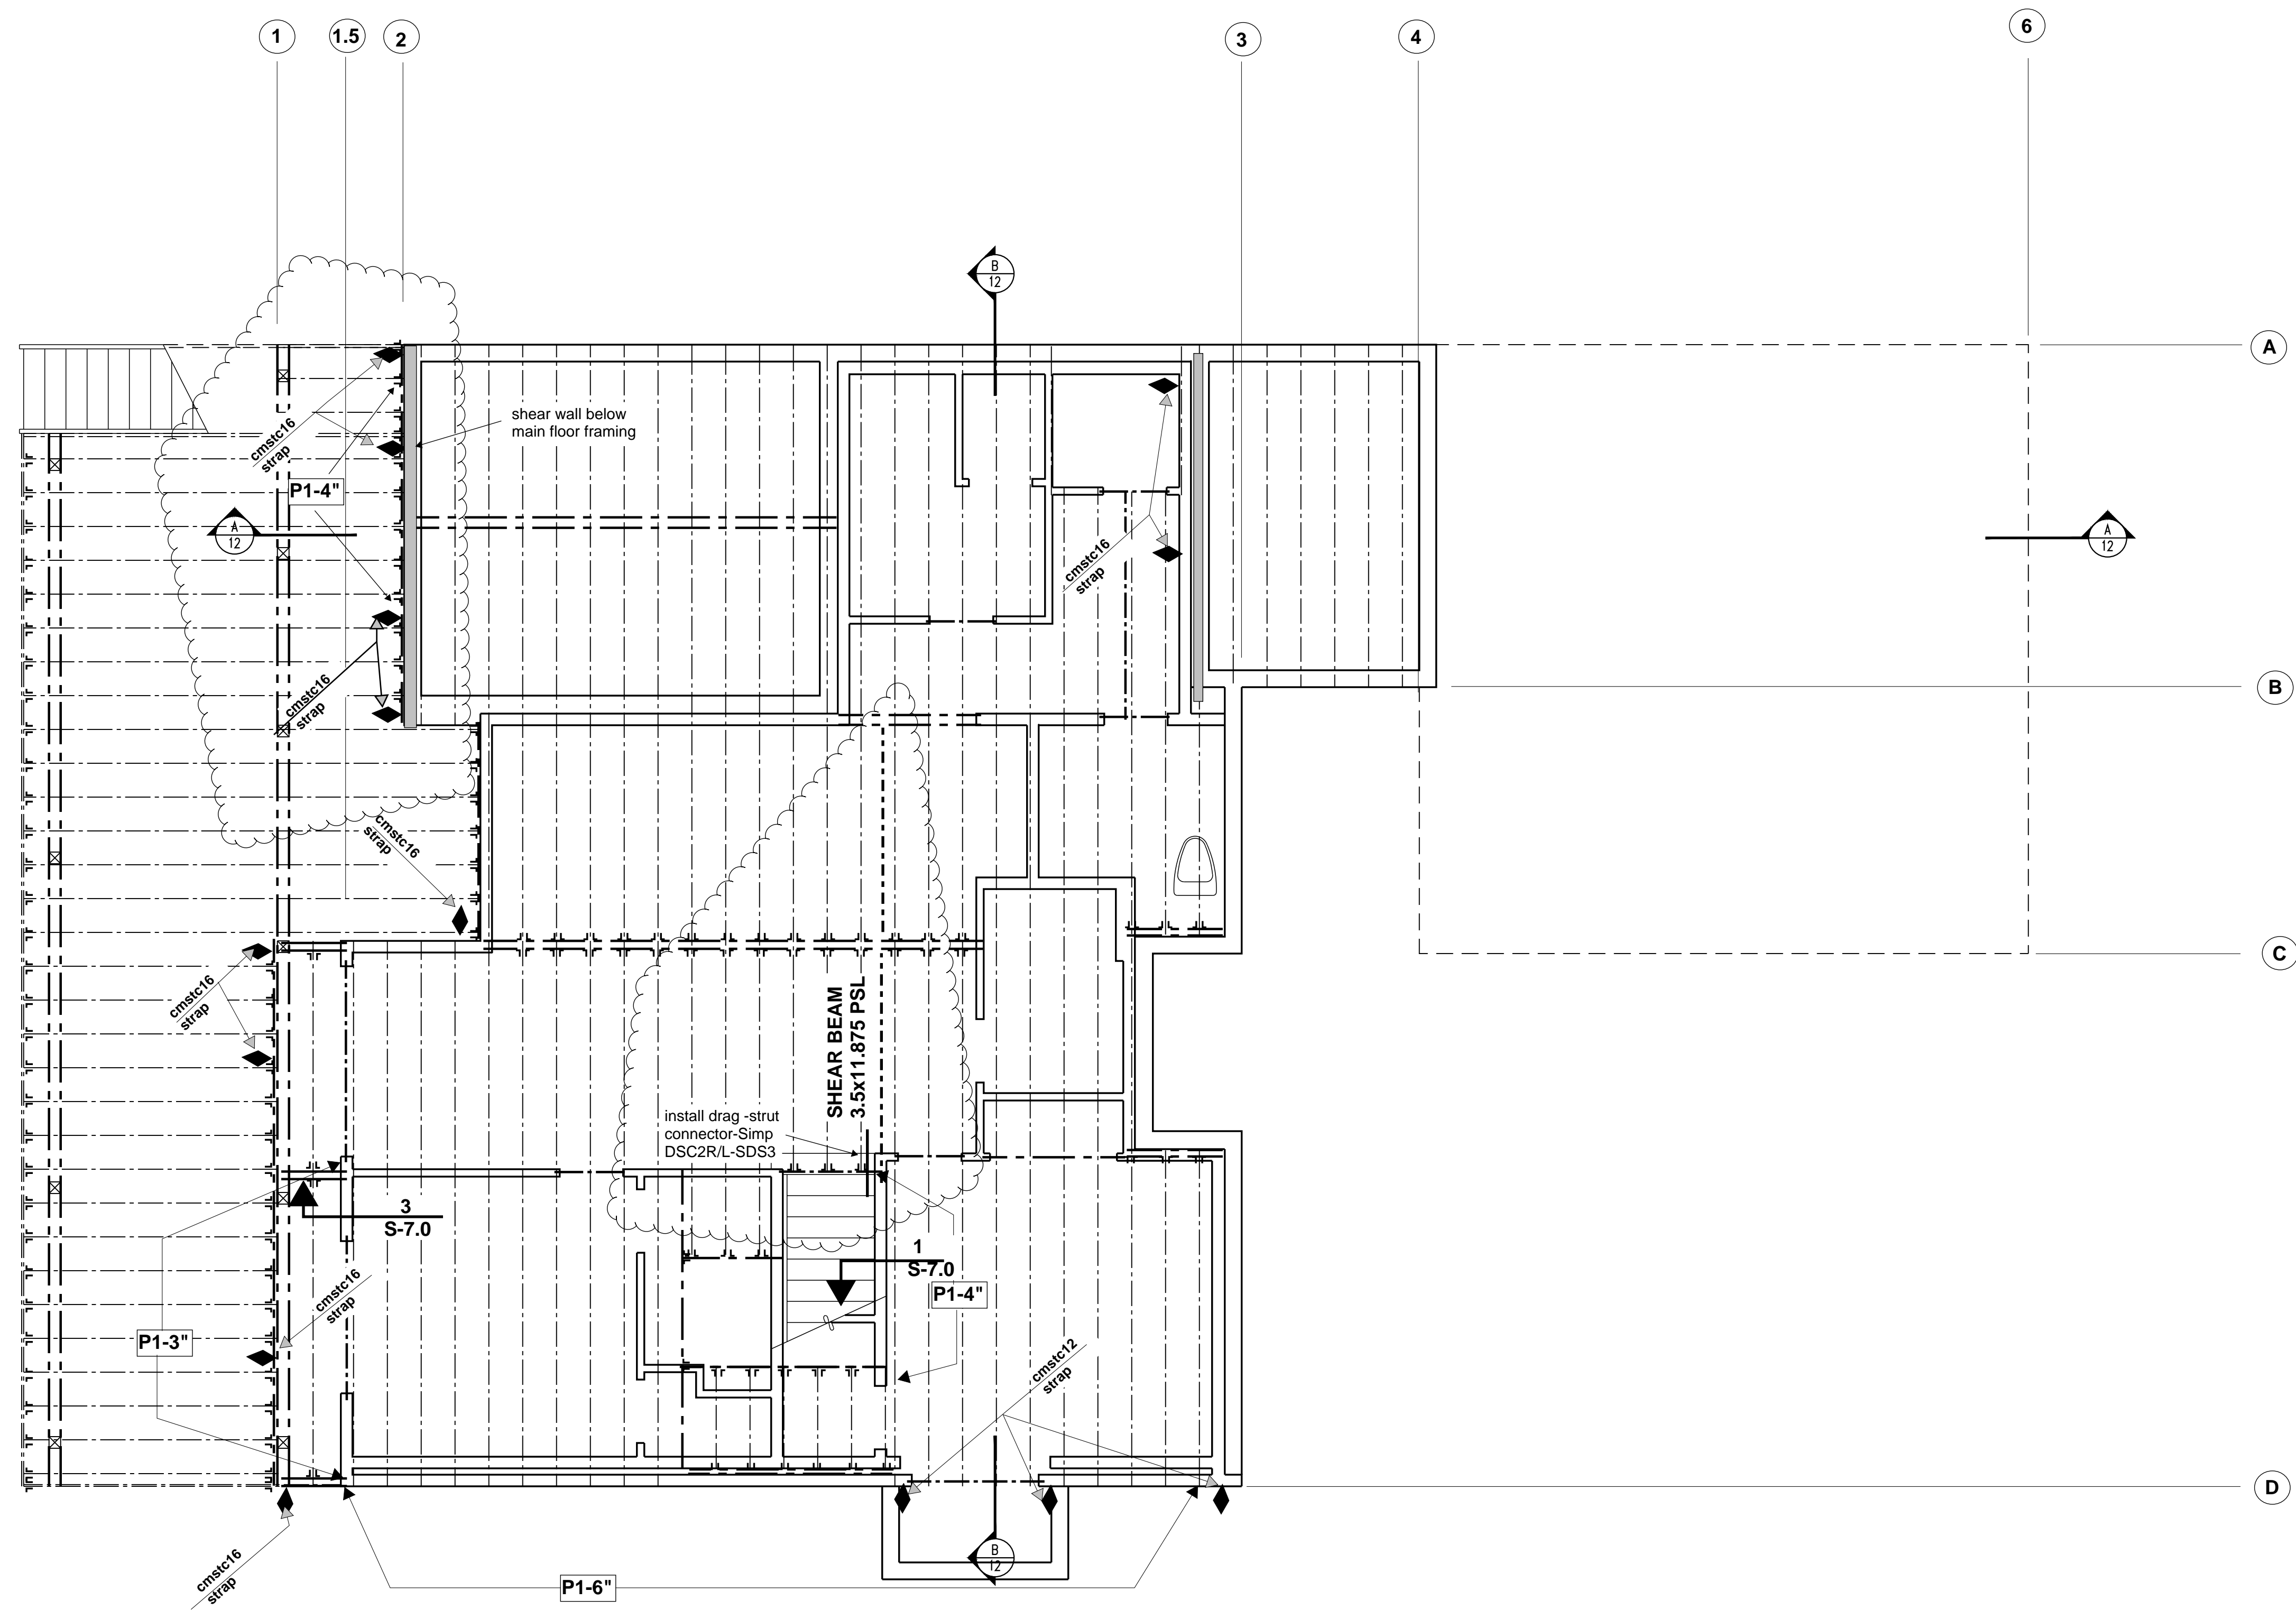 1
1.5
2
3
4
6
B
12
A
shear wall below
main floor framing
cmstc16
strap
P1-4"
A
12
A
12
cmstc16
strap
cmstc16
strap
B
cmstc16
strap
C
cmstc16
strap
SHEAR BEAM
3.5x11.875 PSL
install drag -strut
connector-Simp
DSC2R/L-SDS3
3
S-7.0
1
S-7.0
cmstc16
strap
P1-4"
P1-3"
cmstc12
strap
D
B
12
cmstc16
strap
P1-6"